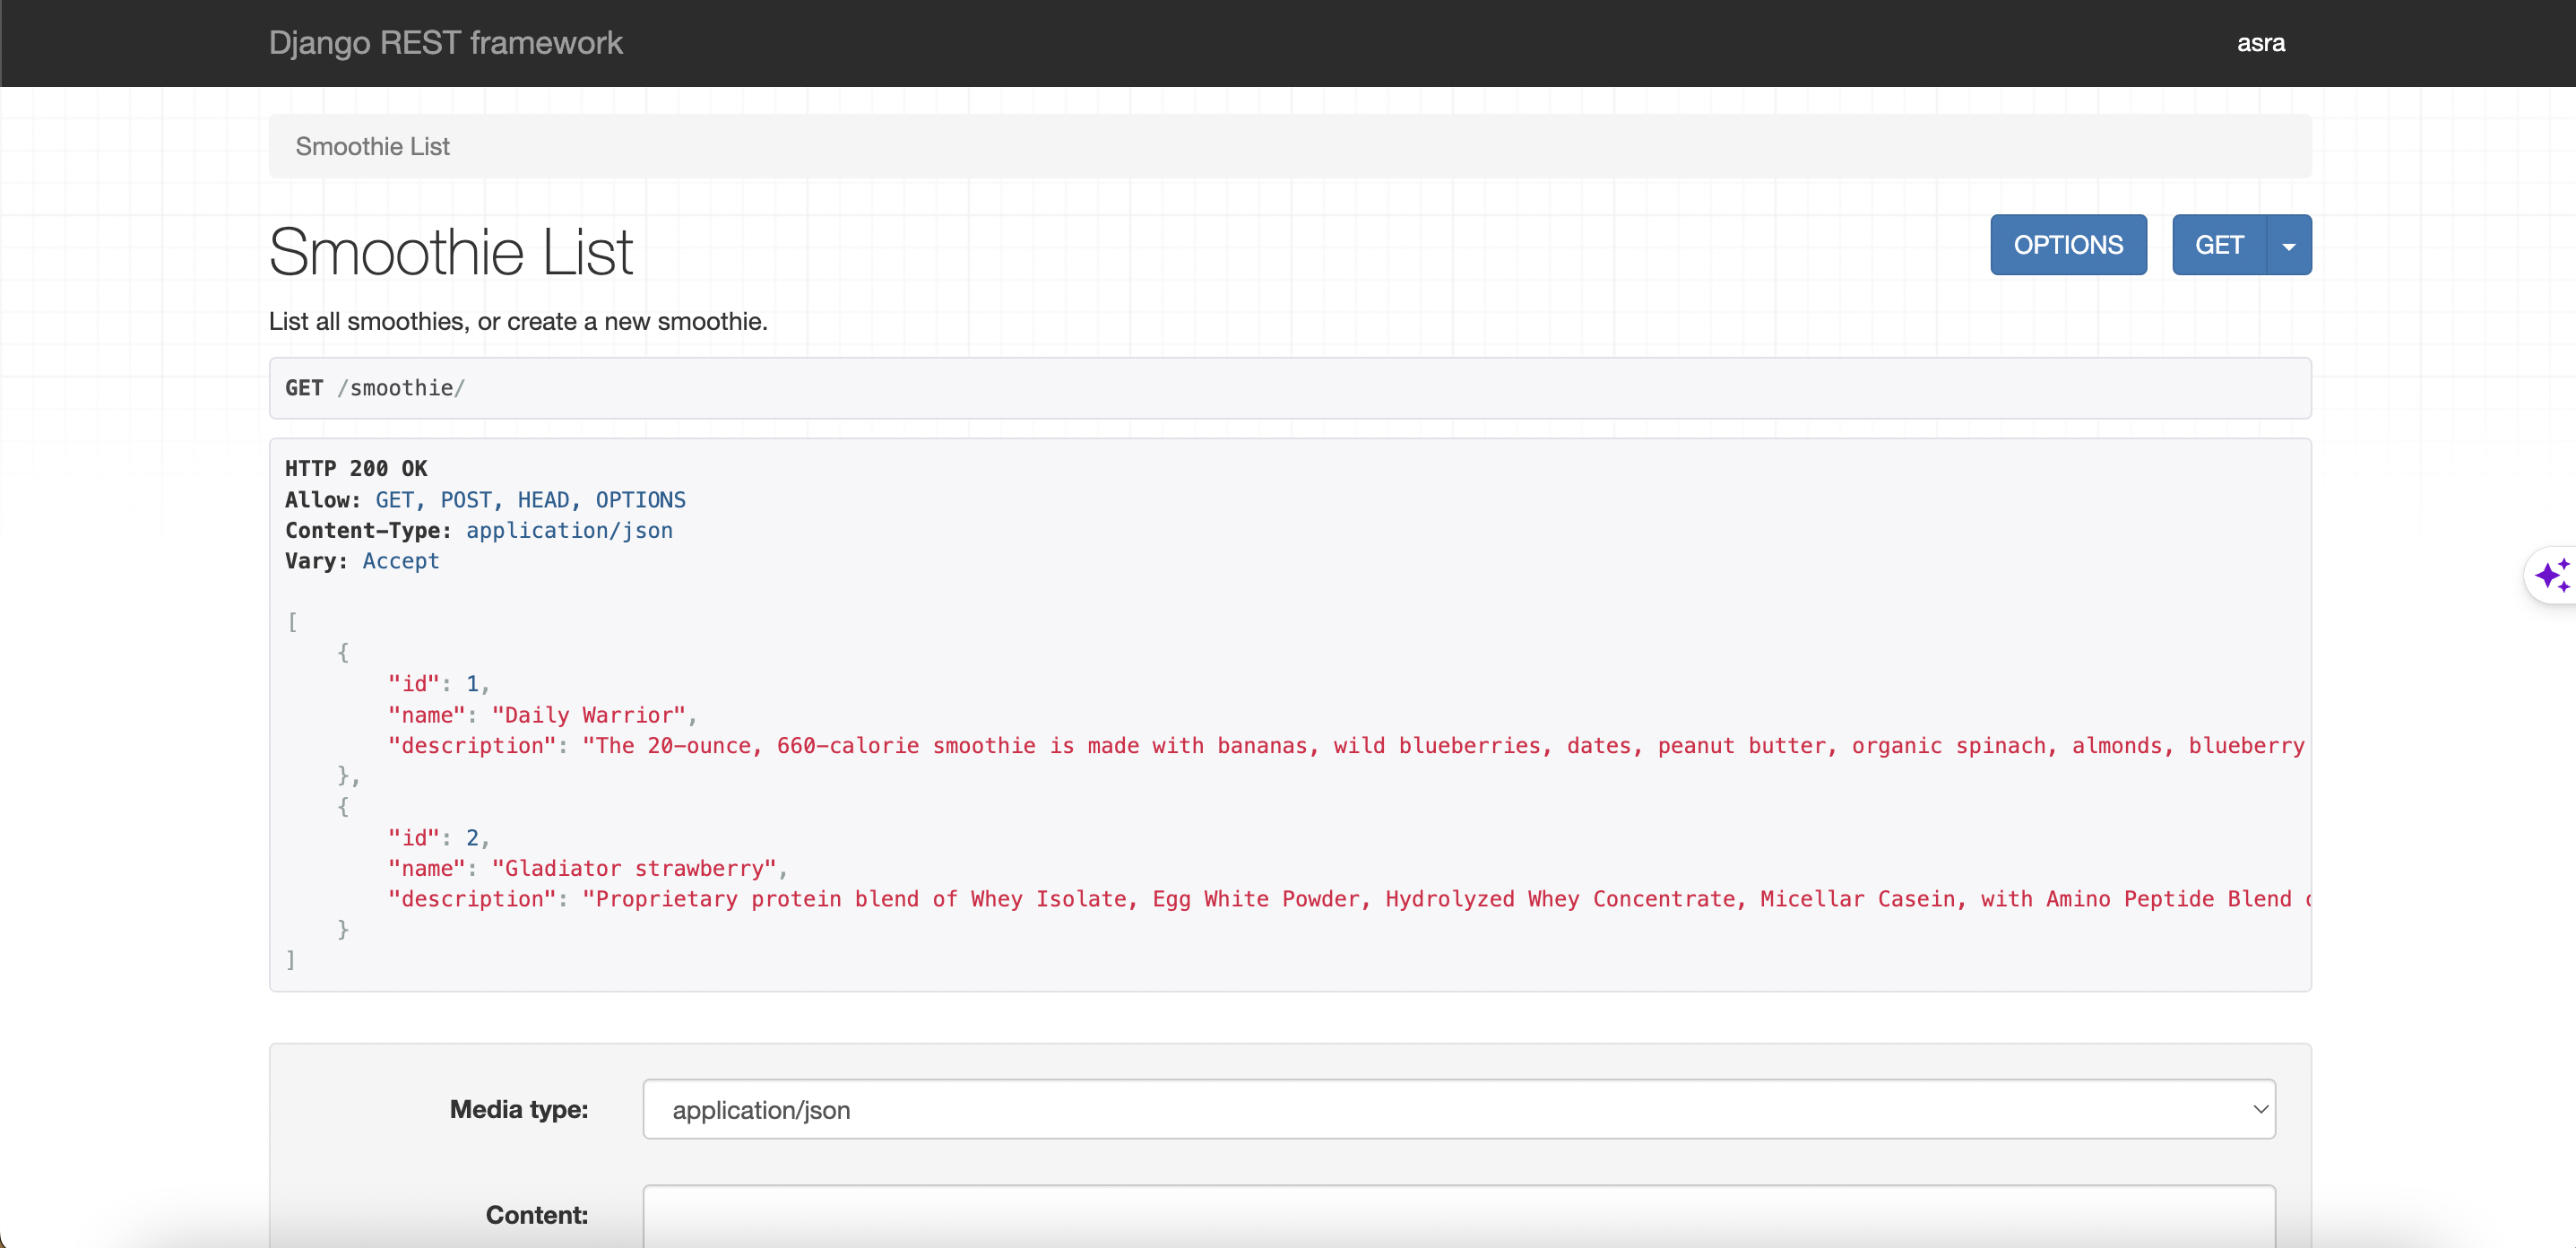 Django REST framework
asra
Smoothie List
Smoothie List
OPTIONS
GET
List all smoothies, or create a new smoothie.
GET /smoothie/
HTTP 200 OK
Allow: GET, POST, HEAD, OPTIONS
Content-Type: application/json
Vary: Accept
[
    {
        "id": 1,
        "name": "Daily Warrior",
        "description": "The 20-ounce, 660-calorie smoothie is made with bananas, wild blueberries, dates, peanut butter, organic spinach, almonds, blueberry
    },
    {
        "id": 2,
        "name": "Gladiator strawberry",
        "description": "Proprietary protein blend of Whey Isolate, Egg White Powder, Hydrolyzed Whey Concentrate, Micellar Casein, with Amino Peptide Blend
    }
]
Media type:
application/json
Content: